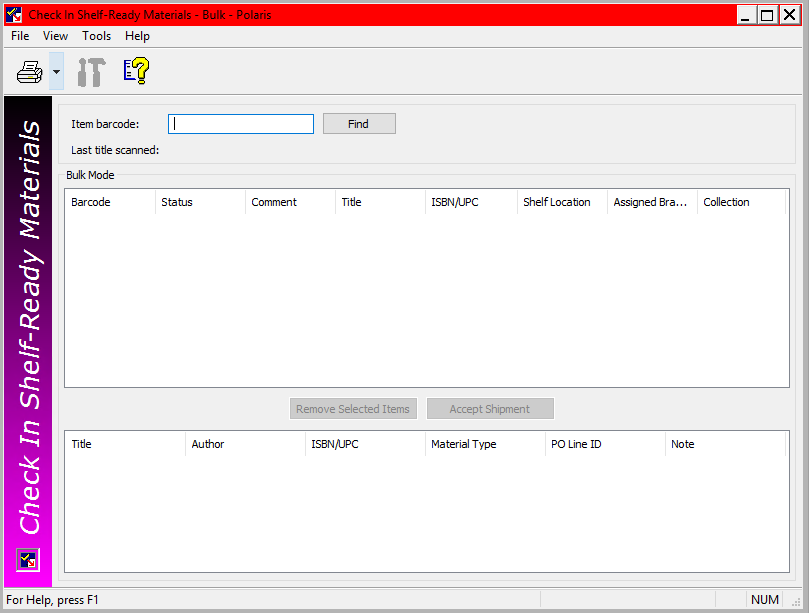 Check In Shelf-Ready Materials - Bulk - Polaris
File View Tools Help
Check In Shelf-Ready Materials
Item barcode: Find
Last title scanned:
Bulk Mode
Barcode Status Comment Title ISBN/UPC Shelf Location Assigned Bra... Collection
Remove Selected Items Accept Shipment
Title Author ISBN/UPC Material Type PO Line ID Note
For Help, press F1 NUM